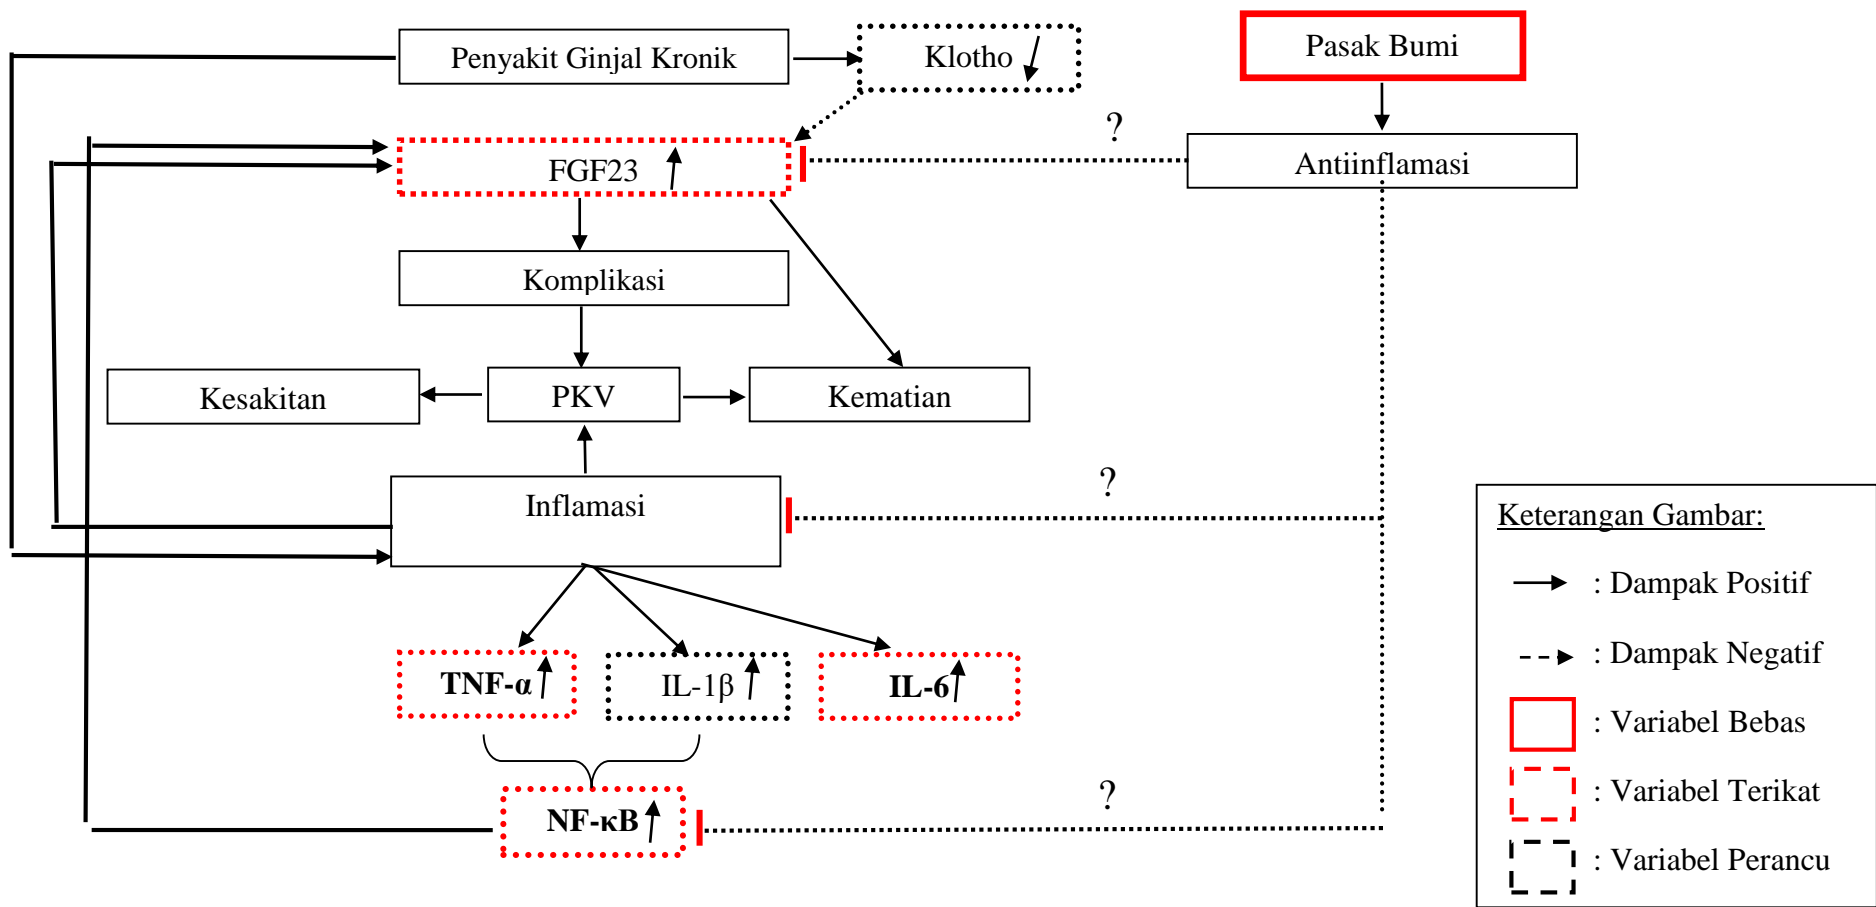 Penyakit Ginjal Kronik
Klotho
Pasak Bumi
?
FGF23
Antiinflamasi
Komplikasi
Kesakitan
PKV
Kematian
Inflamasi
?
Keterangan Gambar:
: Dampak Positif
: Dampak Negatif
: Variabel Bebas
: Variabel Terikat
: Variabel Perancu
TNF-α
IL-1β
IL-6
NF-κB
?